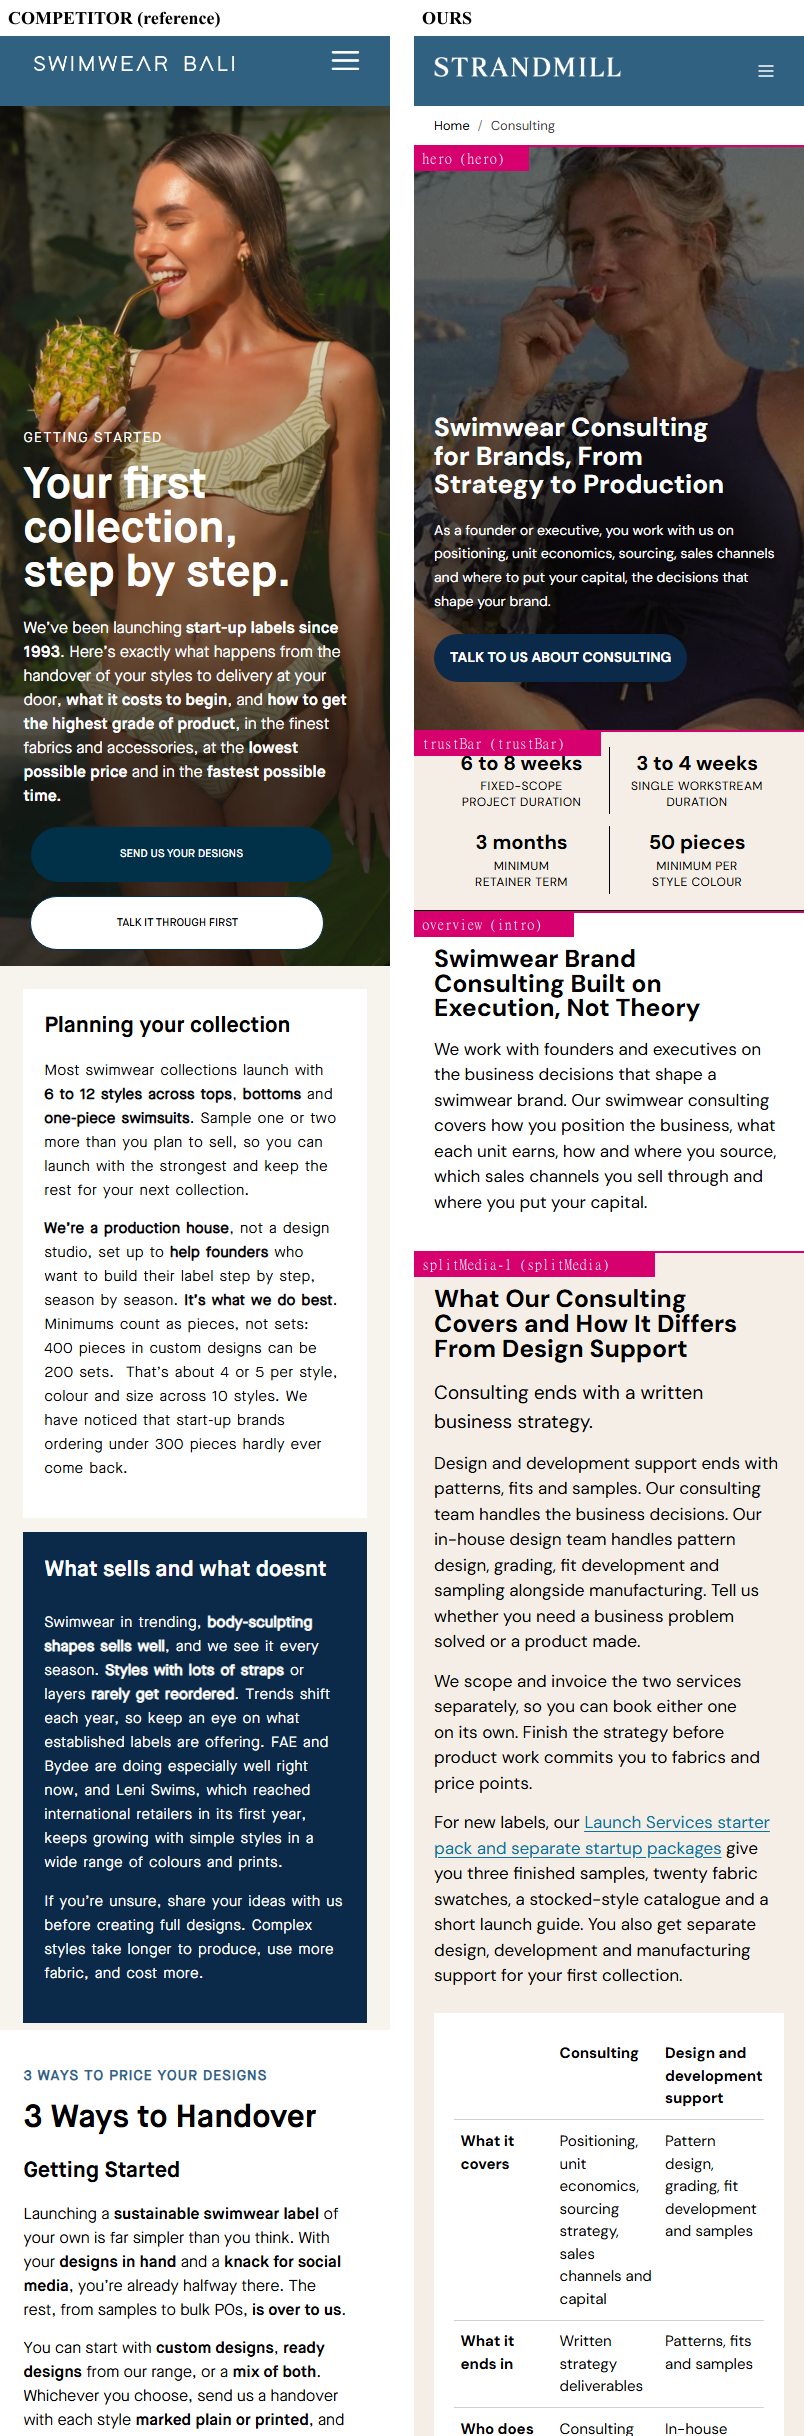 COMPETITOR (reference)
SWIMWEAR BALI
GETTING STARTED
Your first
collection,
step by step.
We've been launching start-up labels since
1993. Here's exactly what happens from the
handover of your styles to delivery at your
door, what it costs to begin, and how to get
the highest grade of product, in the finest
fabrics and accessories, at the lowest
possible price and in the fastest possible
time.
SEND US YOUR DESIGNS
TALK IT THROUGH FIRST
Planning your collection
Most swimwear collections launch with
6 to 12 styles across tops, bottoms and
one-piece swimsuits. Sample one or two
more than you plan to sell, so you can
launch with the strongest and keep the
rest for your next collection.
We're a production house, not a design
studio, set up to help founders who
want to build their label step by step,
season by season. It's what we do best.
Minimums count as pieces, not sets:
400 pieces in custom designs can be
200 sets. That's about 4 or 5 per style,
colour and size across 10 styles. We
have noticed that start-up brands
ordering under 300 pieces hardly ever
come back.
What sells and what doesnt
Swimwear in trending, body-sculpting
shapes sells well, and we see it every
season. Styles with lots of straps or
layers rarely get reordered. Trends shift
each year, so keep an eye on what
established labels are offering. FAE and
Bydee are doing especially well right
now, and Leni Swims, which reached
international retailers in its first year,
keeps growing with simple styles in a
wide range of colours and prints.
If you're unsure, share your ideas with us
before creating full designs. Complex
styles take longer to produce, use more
fabric, and cost more.
3 WAYS TO PRICE YOUR DESIGNS
3 Ways to Handover
Getting Started
Launching a sustainable swimwear label of
your own is far simpler than you think. With
your designs in hand and a knack for social
media, you're already halfway there. The
rest, from samples to bulk POs, is over to us.
You can start with custom designs, ready
designs from our range, or a mix of both.
Whichever you choose, send us a handover
with each style marked plain or printed, and
OURS
STRANDMILL
Home / Consulting
hero (hero)
Swimwear Consulting
for Brands, From
Strategy to Production
As a founder or executive, you work with us on
positioning, unit economics, sourcing, sales channels
and where to put your capital, the decisions that
shape your brand.
TALK TO US ABOUT CONSULTING
trustBar (trustBar)
6 to 8 weeks
FIXED-SCOPE
PROJECT DURATION
3 to 4 weeks
SINGLE WORKSTREAM
DURATION
3 months
MINIMUM
RETAINER TERM
50 pieces
MINIMUM PER
STYLE COLOUR
overview (intro)
Swimwear Brand
Consulting Built on
Execution, Not Theory
We work with founders and executives on
the business decisions that shape a
swimwear brand. Our swimwear consulting
covers how you position the business, what
each unit earns, how and where you source,
which sales channels you sell through and
where you put your capital.
splitMedia-1 (splitMedia)
What Our Consulting
Covers and How It Differs
From Design Support
Consulting ends with a written
business strategy.
Design and development support ends with
patterns, fits and samples. Our consulting
team handles the business decisions. Our
in-house design team handles pattern
design, grading, fit development and
sampling alongside manufacturing. Tell us
whether you need a business problem
solved or a product made.
We scope and invoice the two services
separately, so you can book either one
on its own. Finish the strategy before
product work commits you to fabrics and
price points.
For new labels, our Launch Services starter
pack and separate startup packages give
you three finished samples, twenty fabric
swatches, a stocked-style catalogue and a
short launch guide. You also get separate
design, development and manufacturing
support for your first collection.
Consulting
Design and
development
support
What it
covers
Positioning,
unit
economics,
sourcing
strategy,
sales
channels and
capital
Pattern
design,
grading, fit
development
and samples
What it
ends in
Written
strategy
deliverables
Patterns, fits
and samples
Who does
Consulting
In-house